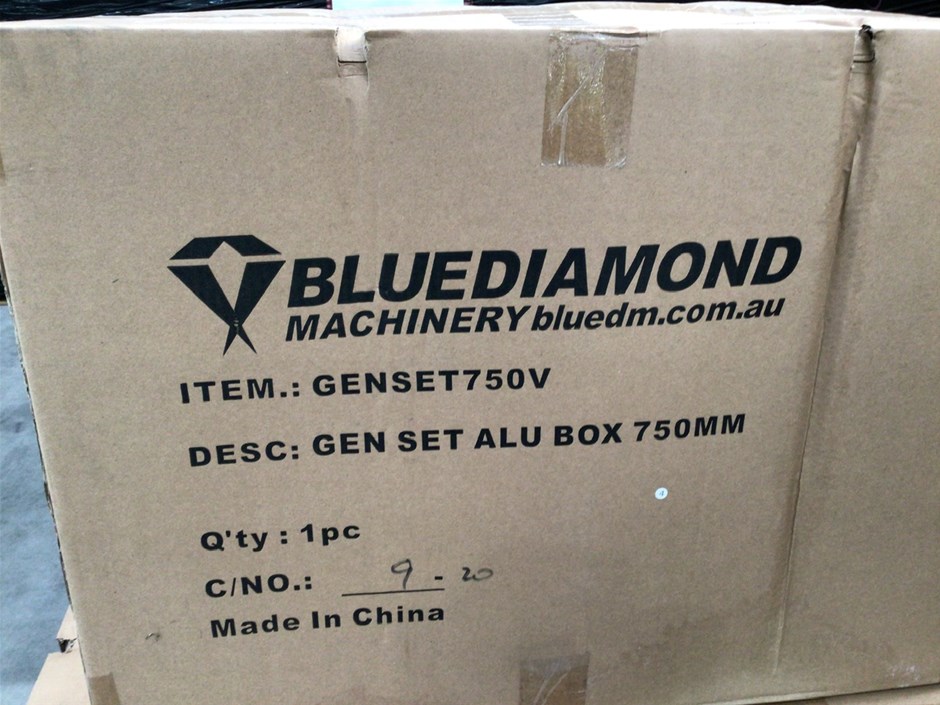 BLUEDIAMOND
MACHINERY bluedm.com.au
ITEM.: GENSET750V
DESC: GEN SET ALU BOX 750MM
Q'ty : 1pc
C/NO.: 9 - 20
Made In China